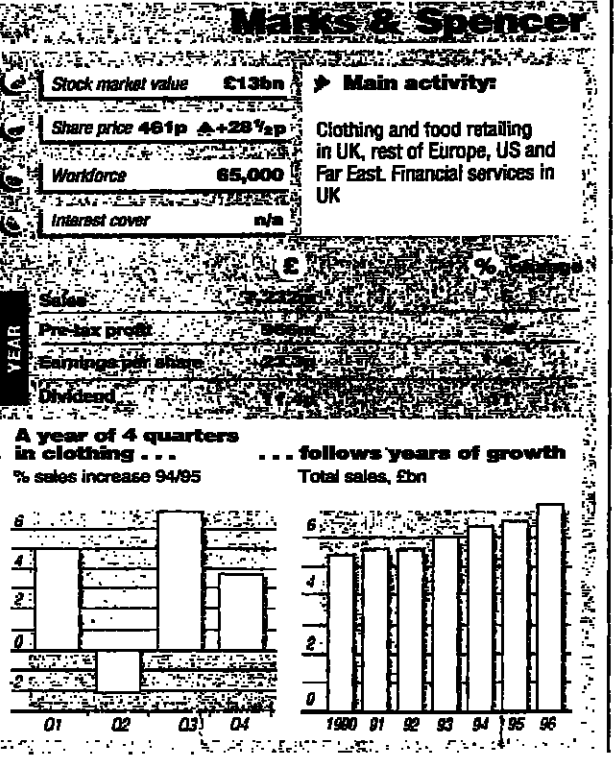 Marks & Spencer
Stock market value £13bn
Share price 461p ▲+28½p
Workforce 65,000
Interest cover n/a
Main activity:
Clothing and food retailing
in UK, rest of Europe, US and
Far East. Financial services in
UK
£ % change
YEAR
Sales
Pre-tax profit
Earnings per share
Dividend
A year of 4 quarters
in clothing . . .
% sales increase 94/95
6
4
2
0
2
Q1 Q2 Q3 Q4
. . . follows years of growth
Total sales, £bn
6
4
2
0
1990 91 92 93 94 95 96